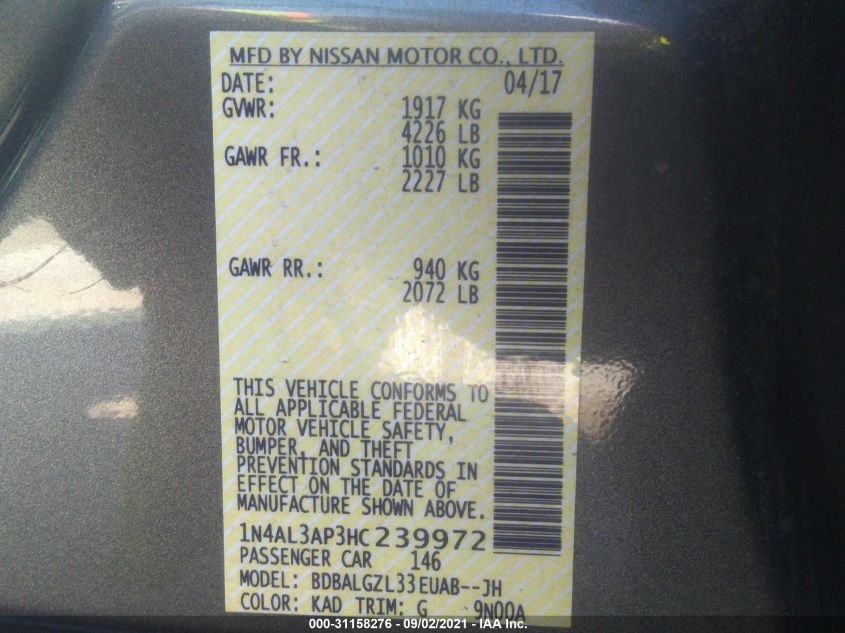 MFD BY NISSAN MOTOR CO., LTD.
DATE: 04/17
GVWR: 1917 KG
4226 LB
GAWR FR.: 1010 KG
2227 LB
GAWR RR.: 940 KG
2072 LB
THIS VEHICLE CONFORMS TO
ALL APPLICABLE FEDERAL
MOTOR VEHICLE SAFETY,
BUMPER, AND THEFT
PREVENTION STANDARDS IN
EFFECT ON THE DATE OF
MANUFACTURE SHOWN ABOVE.
1N4AL3AP3HC239972
PASSENGER CAR 146
MODEL: BDBALGZL33EUAB--JH
COLOR: KAD TRIM: G 9N00A
000-31158276 - 09/02/2021 - IAA Inc.